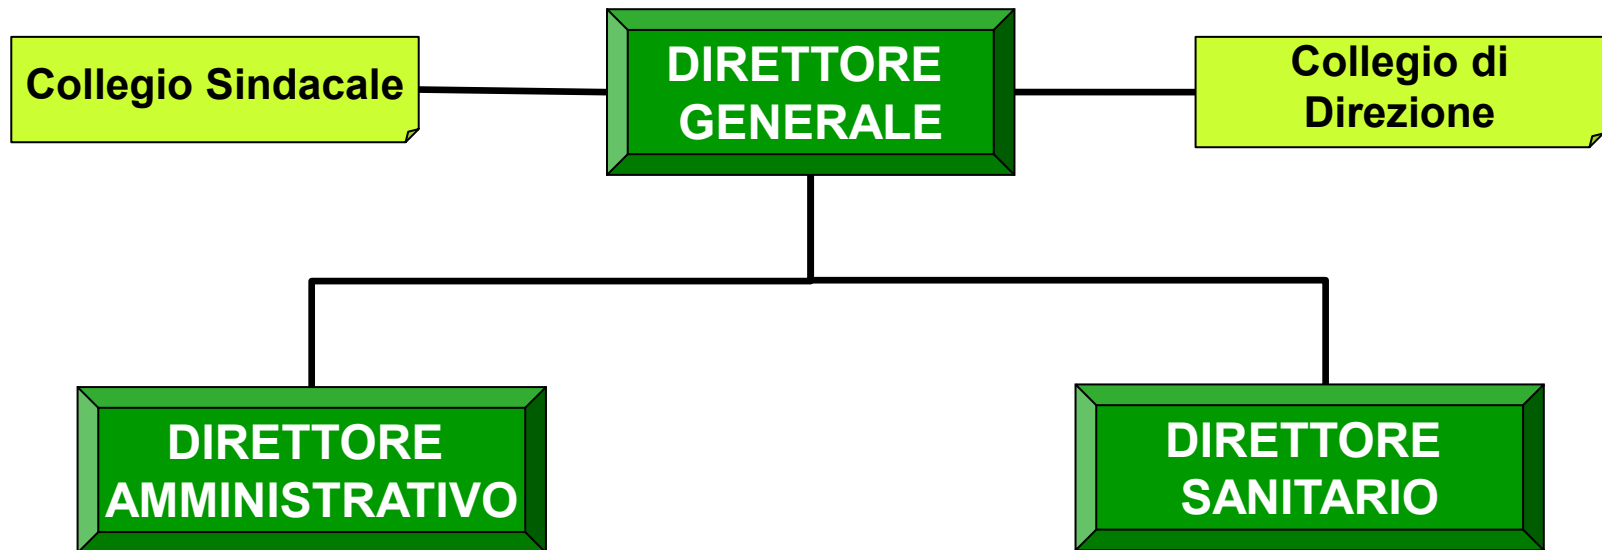 Collegio Sindacale
DIRETTORE
GENERALE
Collegio di
Direzione
DIRETTORE
AMMINISTRATIVO
DIRETTORE
SANITARIO